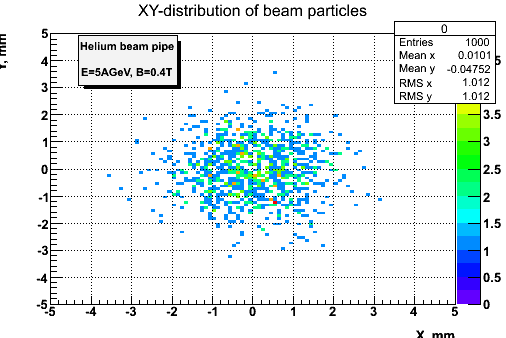 XY-distribution of beam particles
Y, mm
Helium beam pipe
E=5AGeV, B=0.4T
0
Entries 1000
Mean x 0.0101
Mean y -0.04752
RMS x 1.012
RMS y 1.012
5
4
3
2
1
0
-1
-2
-3
-4
-5
-5 -4 -3 -2 -1 0 1 2 3 4 5
X, mm
5
3.5
3
2.5
2
1.5
1
0.5
0